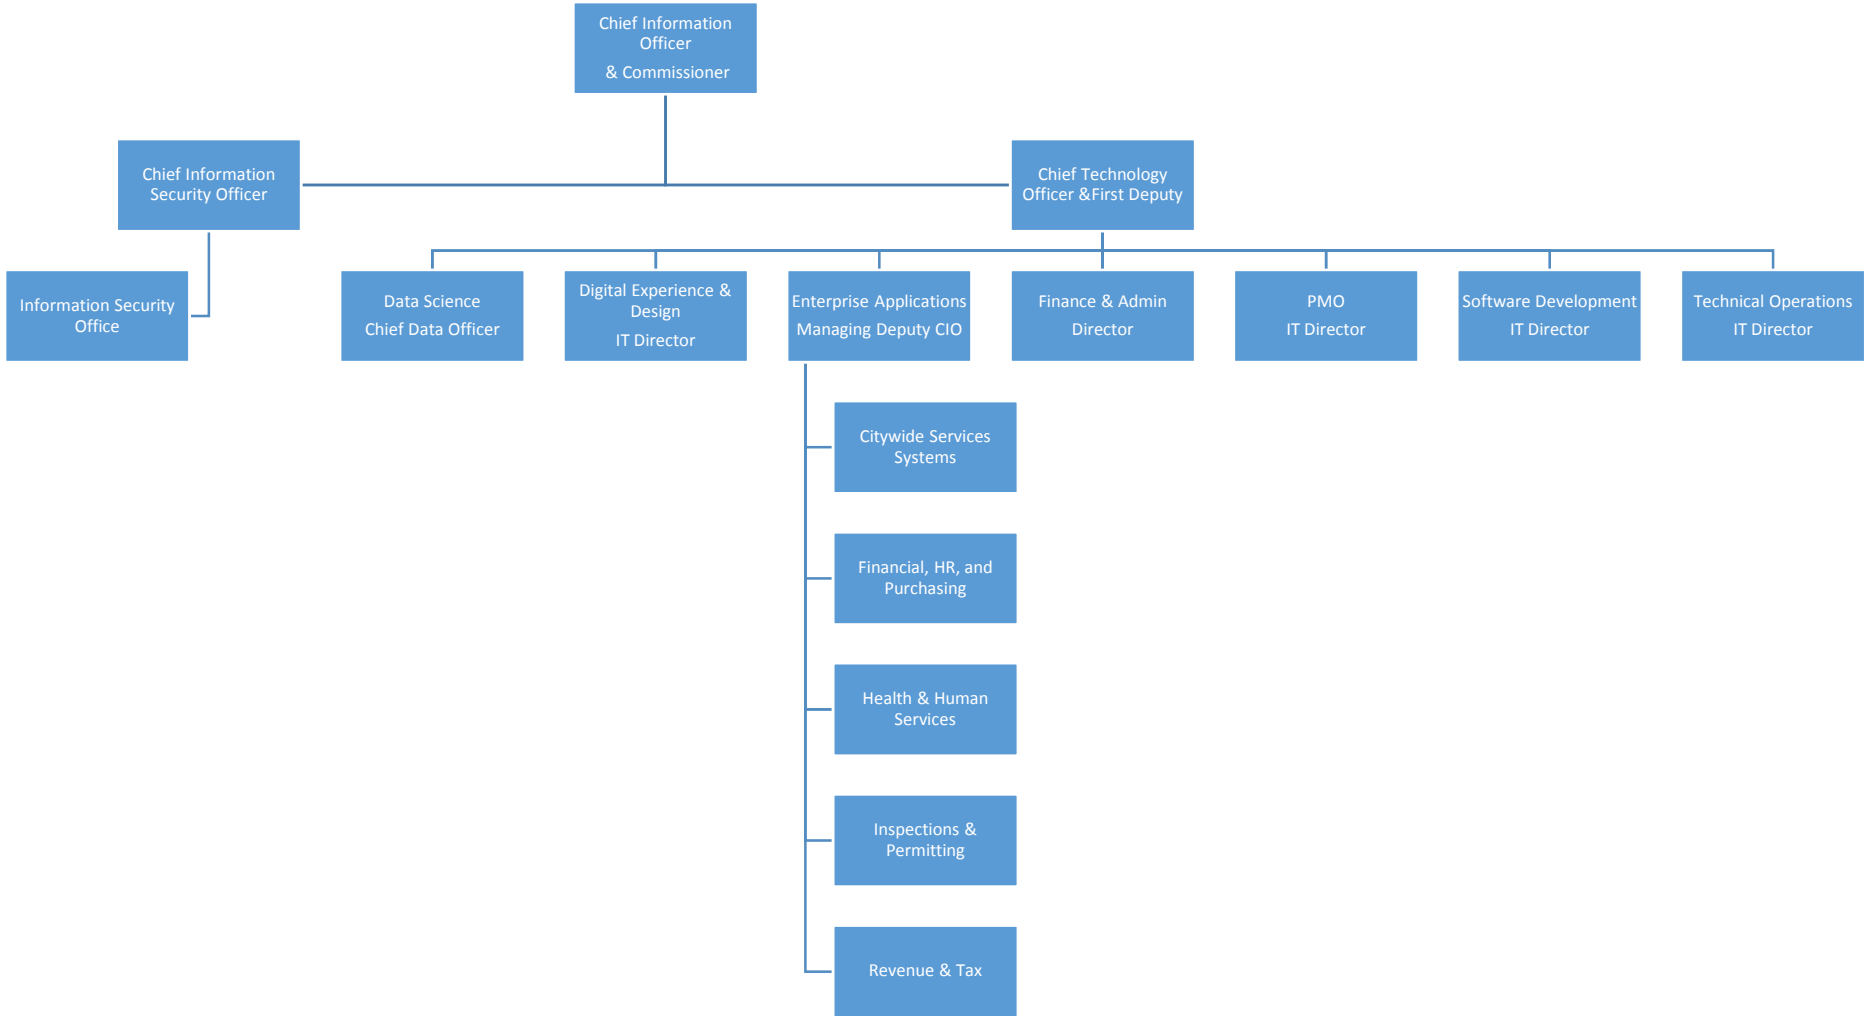 Chief Information
Officer
& Commissioner
Chief Information
Security Officer
Chief Technology
Officer &First Deputy
Information Security
Office
Data Science
Chief Data Officer
Digital Experience &
Design
IT Director
Enterprise Applications
Managing Deputy CIO
Finance & Admin
Director
PMO
IT Director
Software Development
IT Director
Technical Operations
IT Director
Citywide Services
Systems
Financial, HR, and
Purchasing
Health & Human
Services
Inspections &
Permitting
Revenue & Tax